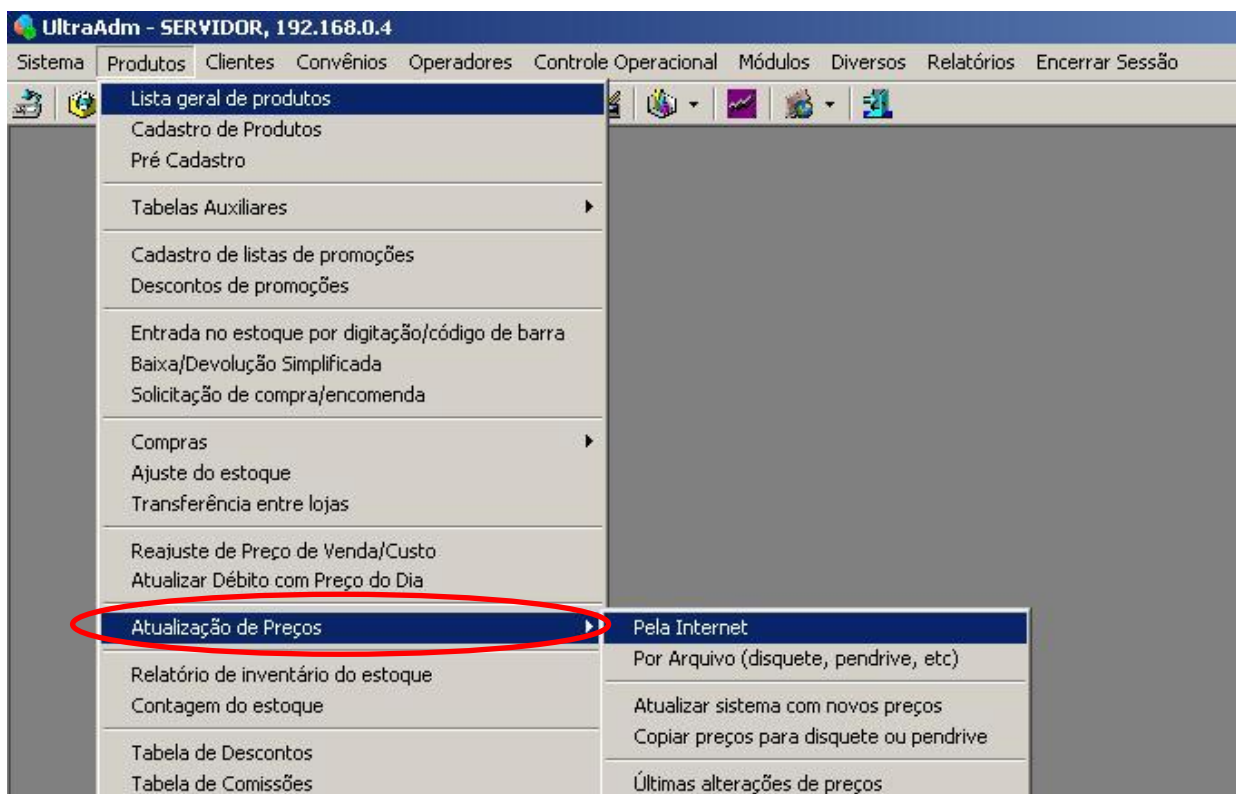 UltraAdm - SERVIDOR, 192.168.0.4
Sistema Produtos Clientes Convênios Operadores Controle Operacional Módulos Diversos Relatórios Encerrar Sessão
Lista geral de produtos
Cadastro de Produtos
Pré Cadastro
Tabelas Auxiliares
Cadastro de listas de promoções
Descontos de promoções
Entrada no estoque por digitação/código de barra
Baixa/Devolução Simplificada
Solicitação de compra/encomenda
Compras
Ajuste do estoque
Transferência entre lojas
Reajuste de Preço de Venda/Custo
Atualizar Débito com Preço do Dia
Atualização de Preços
Pela Internet
Por Arquivo (disquete, pendrive, etc)
Relatório de inventário do estoque
Contagem do estoque
Atualizar sistema com novos preços
Copiar preços para disquete ou pendrive
Tabela de Descontos
Tabela de Comissões
Últimas alterações de preços